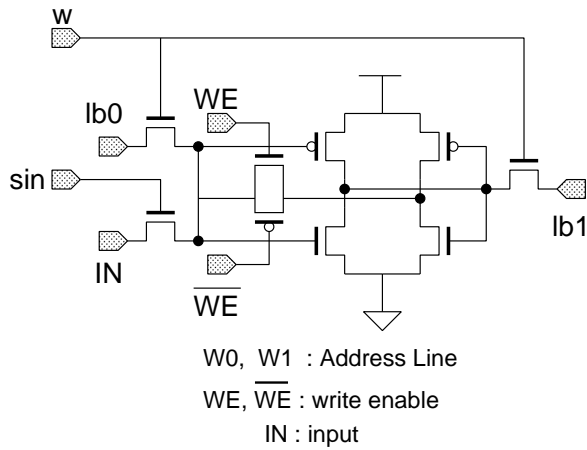 w
lb0
WE
sin
lb1
IN
WE
W0, W1 : Address Line
WE, WE : write enable
IN : input